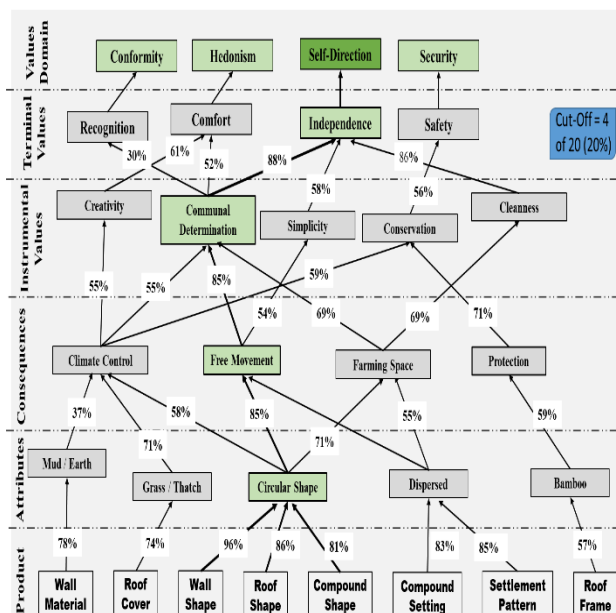 Values
Domain
Conformity
Hedonism
Self-Direction
Security
Terminal
Values
Recognition
Comfort
Independence
Safety
Cut-Off = 4
of 20 (20%)
30%
61%
52%
88%
58%
86%
56%
Instrumental
Values
Creativity
Communal
Determination
Simplicity
Conservation
Cleanness
55%
55%
85%
54%
59%
69%
69%
71%
Consequences
Climate Control
Free Movement
Farming Space
Protection
37%
71%
58%
85%
71%
55%
59%
Attributes
Mud / Earth
Grass / Thatch
Circular Shape
Dispersed
Bamboo
78%
74%
96%
86%
81%
83%
85%
57%
Product
Wall
Material
Roof
Cover
Wall
Shape
Roof
Shape
Compound
Shape
Compound
Setting
Settlement
Pattern
Roof
Frame